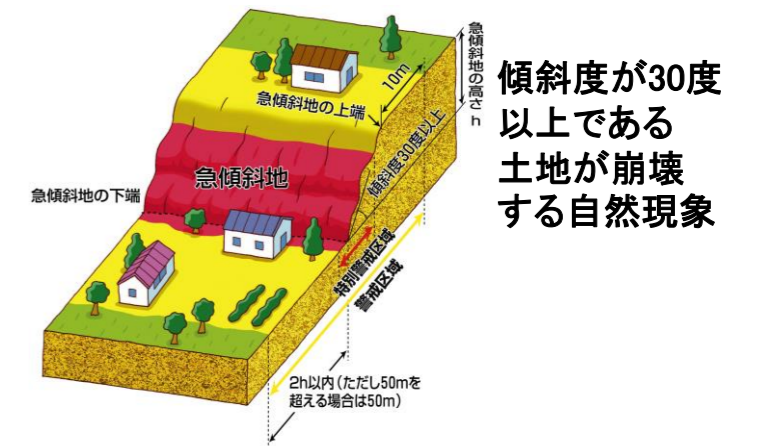 急傾斜地の高さ h
10m
急傾斜地の上端
傾斜度30度以上
急傾斜地
急傾斜地の下端
特別警戒区域
警戒区域
2h以内（ただし50mを
超える場合は50m）
傾斜度が30度
以上である
土地が崩壊
する自然現象